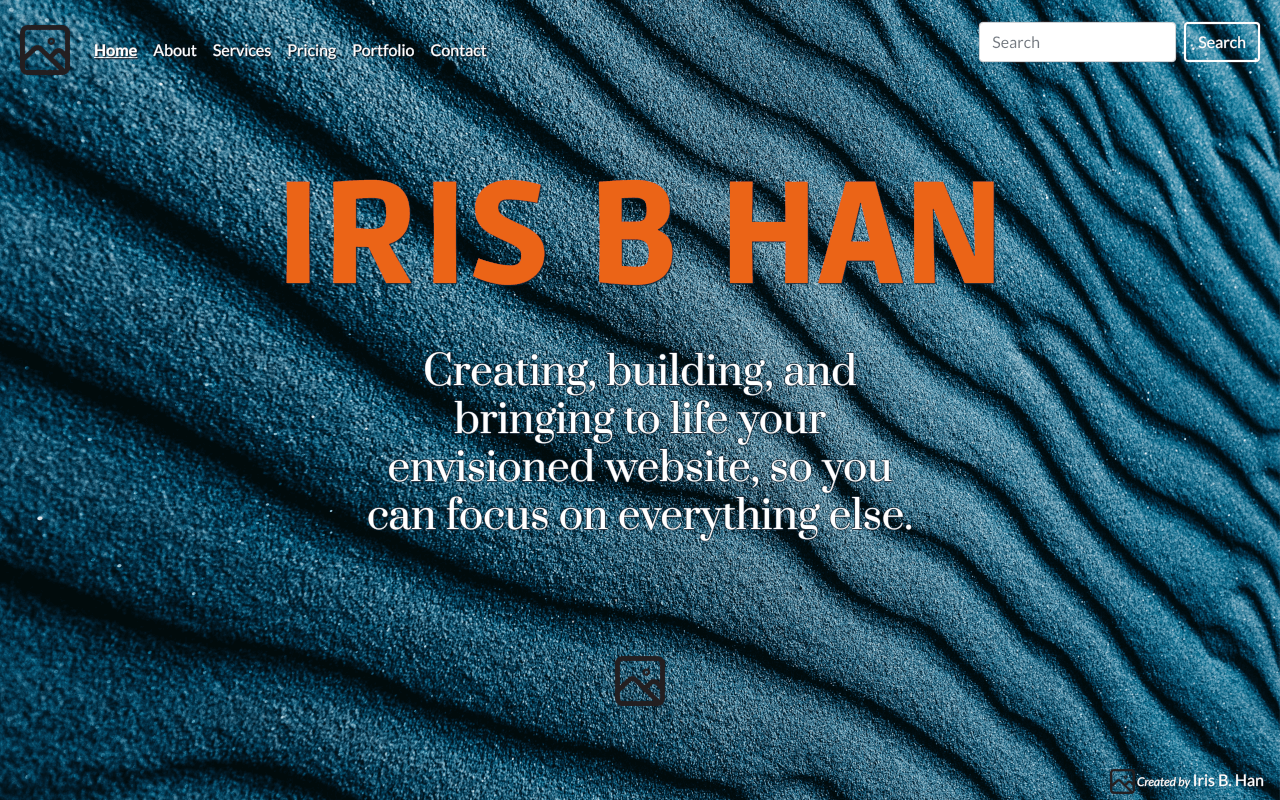 Home About Services Pricing Portfolio Contact
Search Search
IRIS B HAN
Creating, building, and
bringing to life your
envisioned website, so you
can focus on everything else.
Created by Iris B. Han